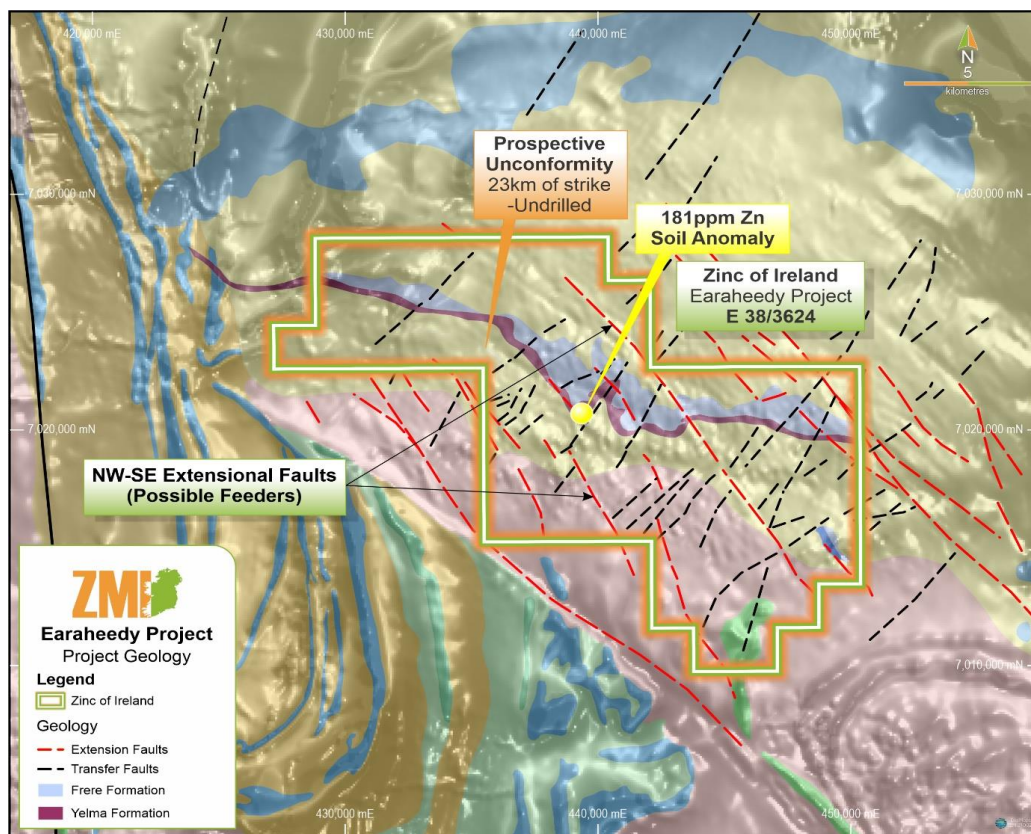 420,000 mE
430,000 mE
440,000 mE
450,000 mE
N
5
kilometres
Prospective
Unconformity
23km of strike
-Undrilled
7,030,000 mN
7,030,000 mN
181ppm Zn
Soil Anomaly
Zinc of Ireland
Earaheedy Project
E 38/3624
7,020,000 mN
7,020,000 mN
NW-SE Extensional Faults
(Possible Feeders)
ZMI
Earaheedy Project
Project Geology
Legend
Zinc of Ireland
Geology
Extension Faults
Transfer Faults
Frere Formation
Yelma Formation
7,010,000 mN
430,000 mE
440,000 mE
450,000 mE